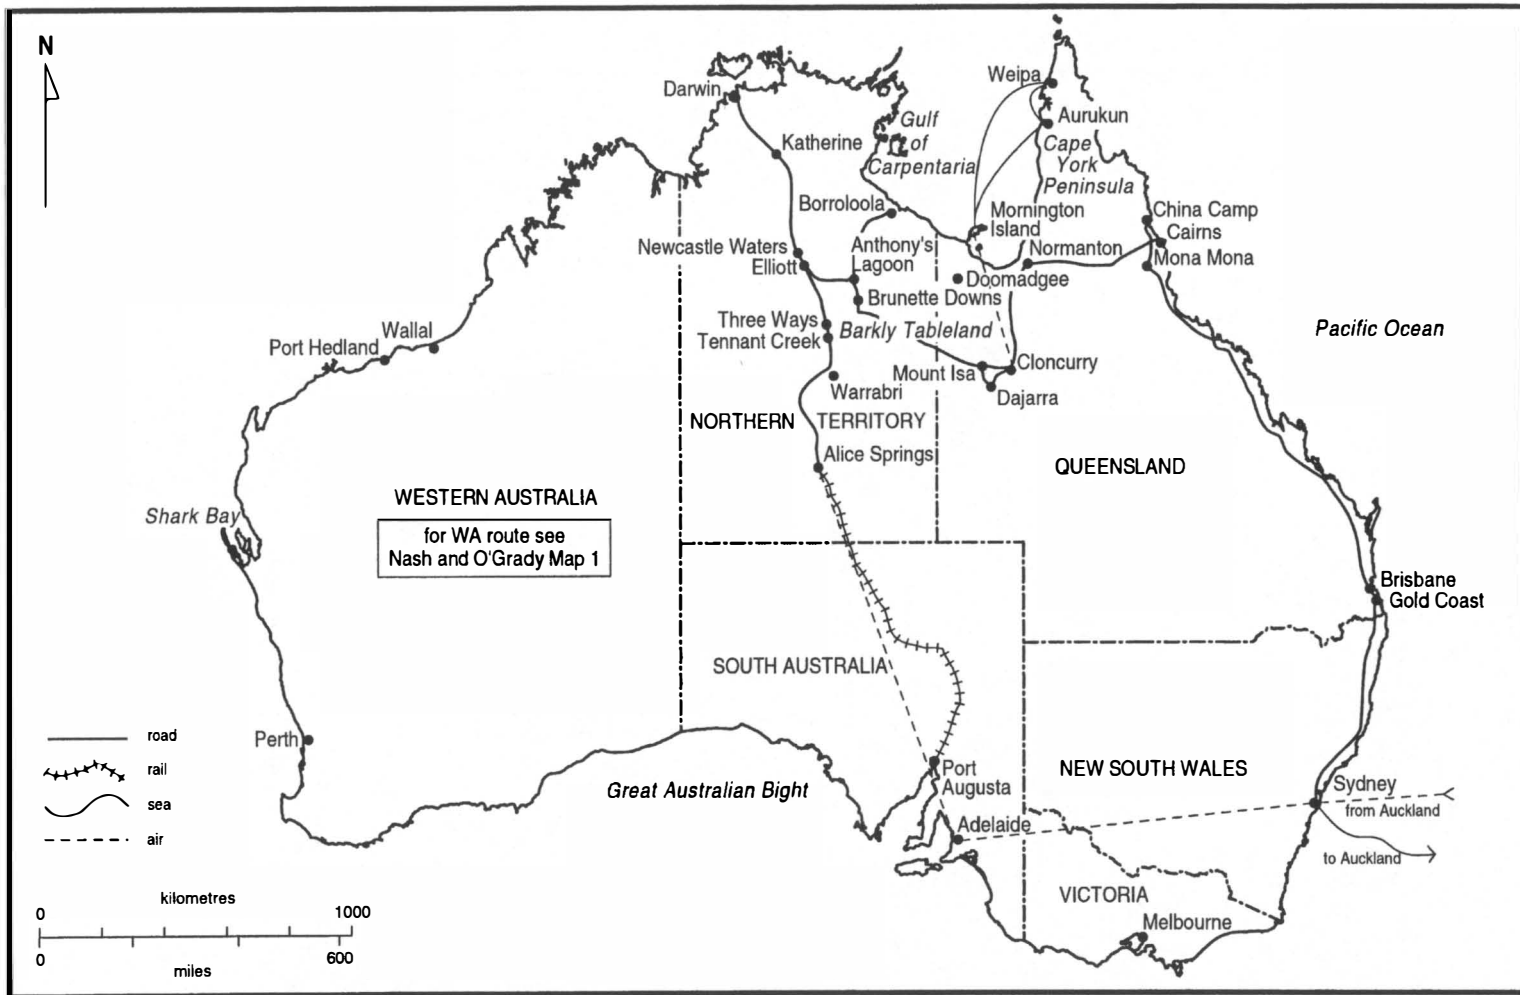 N
Darwin
Weipa
Aurukun
Gulf
of
Carpentaria
Cape
York
Peninsula
Katherine
Borroloola
Mornington
Island
China Camp
Cairns
Newcastle Waters
Elliott
Anthony's
Lagoon
Normanton
Mona Mona
Doomadgee
Brunette Downs
Three Ways
Tennant Creek
Barkly Tableland
Pacific Ocean
Wallal
Port Hedland
Mount Isa
Cloncurry
Warrabri
Dajarra
NORTHERN
TERRITORY
Alice Springs
QUEENSLAND
WESTERN AUSTRALIA
for WA route see
Nash and O'Grady Map 1
Shark Bay
Brisbane
Gold Coast
SOUTH AUSTRALIA
Perth
road
rail
sea
air
Great Australian Bight
Port
Augusta
NEW SOUTH WALES
Sydney
from Auckland
Adelaide
to Auckland
VICTORIA
Melbourne
kilometres
0 1000
0 600
miles